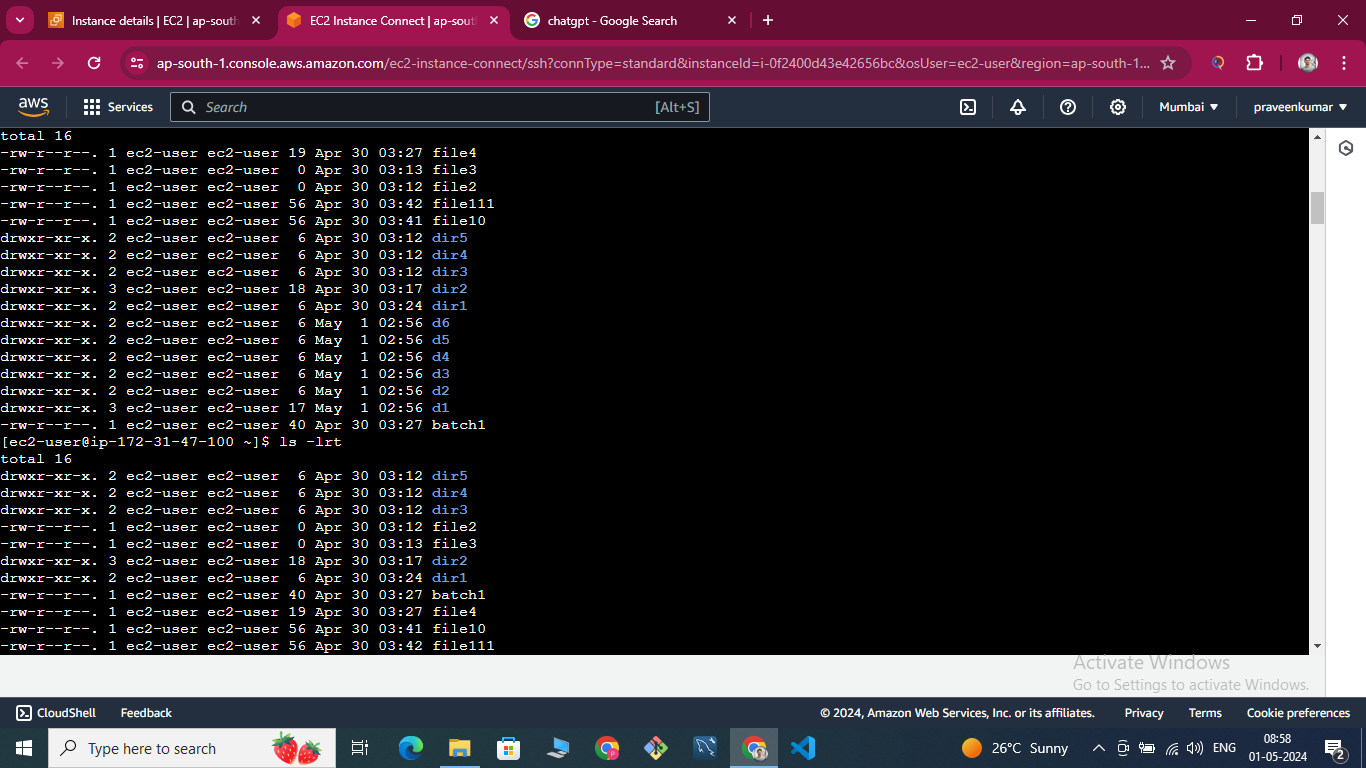 Instance details | EC2 | ap-south
EC2 Instance Connect | ap-sout
chatgpt - Google Search
ap-south-1.console.aws.amazon.com/ec2-instance-connect/ssh?connType=standard&instanceId=i-0f2400d43e42656bc&osUser=ec2-user&region=ap-south-1...
aws
Services
Search
[Alt+S]
Mumbai
praveenkumar
total 16
-rw-r--r--. 1 ec2-user ec2-user 19 Apr 30 03:27 file4
-rw-r--r--. 1 ec2-user ec2-user  0 Apr 30 03:13 file3
-rw-r--r--. 1 ec2-user ec2-user  0 Apr 30 03:12 file2
-rw-r--r--. 1 ec2-user ec2-user 56 Apr 30 03:42 file111
-rw-r--r--. 1 ec2-user ec2-user 56 Apr 30 03:41 file10
drwxr-xr-x. 2 ec2-user ec2-user  6 Apr 30 03:12 dir5
drwxr-xr-x. 2 ec2-user ec2-user  6 Apr 30 03:12 dir4
drwxr-xr-x. 2 ec2-user ec2-user  6 Apr 30 03:12 dir3
drwxr-xr-x. 3 ec2-user ec2-user 18 Apr 30 03:17 dir2
drwxr-xr-x. 2 ec2-user ec2-user  6 Apr 30 03:24 dir1
drwxr-xr-x. 2 ec2-user ec2-user  6 May  1 02:56 d6
drwxr-xr-x. 2 ec2-user ec2-user  6 May  1 02:56 d5
drwxr-xr-x. 2 ec2-user ec2-user  6 May  1 02:56 d4
drwxr-xr-x. 2 ec2-user ec2-user  6 May  1 02:56 d3
drwxr-xr-x. 2 ec2-user ec2-user  6 May  1 02:56 d2
drwxr-xr-x. 3 ec2-user ec2-user 17 May  1 02:56 d1
-rw-r--r--. 1 ec2-user ec2-user 40 Apr 30 03:27 batch1
[ec2-user@ip-172-31-47-100 ~]$ ls -lrt
total 16
drwxr-xr-x. 2 ec2-user ec2-user  6 Apr 30 03:12 dir5
drwxr-xr-x. 2 ec2-user ec2-user  6 Apr 30 03:12 dir4
drwxr-xr-x. 2 ec2-user ec2-user  6 Apr 30 03:12 dir3
-rw-r--r--. 1 ec2-user ec2-user  0 Apr 30 03:12 file2
-rw-r--r--. 1 ec2-user ec2-user  0 Apr 30 03:13 file3
drwxr-xr-x. 3 ec2-user ec2-user 18 Apr 30 03:17 dir2
drwxr-xr-x. 2 ec2-user ec2-user  6 Apr 30 03:24 dir1
-rw-r--r--. 1 ec2-user ec2-user 40 Apr 30 03:27 batch1
-rw-r--r--. 1 ec2-user ec2-user 19 Apr 30 03:27 file4
-rw-r--r--. 1 ec2-user ec2-user 56 Apr 30 03:41 file10
-rw-r--r--. 1 ec2-user ec2-user 56 Apr 30 03:42 file111
Activate Windows
Go to Settings to activate Windows.
CloudShell
Feedback
© 2024, Amazon Web Services, Inc. or its affiliates.
Privacy
Terms
Cookie preferences
Type here to search
26°C Sunny
ENG
08:58
01-05-2024
2